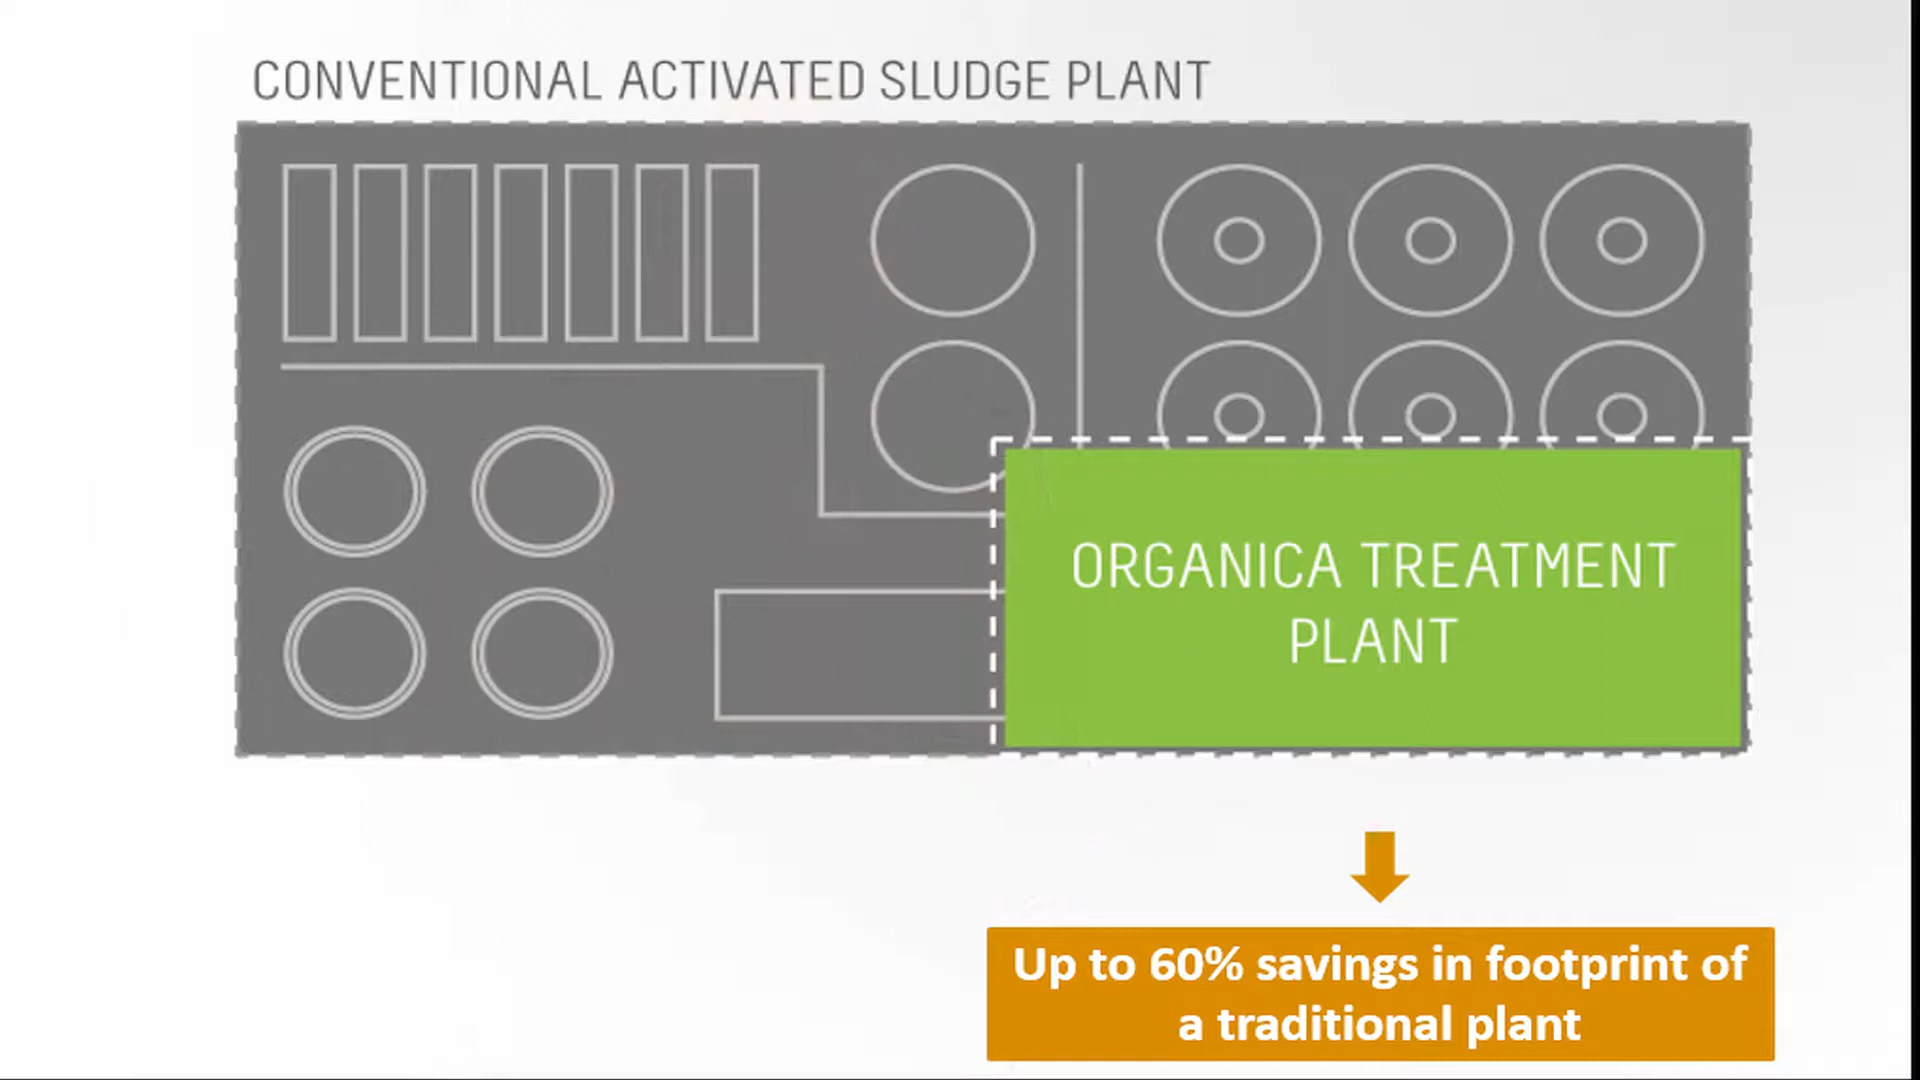 CONVENTIONAL ACTIVATED SLUDGE PLANT
ORGANICA TREATMENT
PLANT
Up to 60% savings in footprint of
a traditional plant